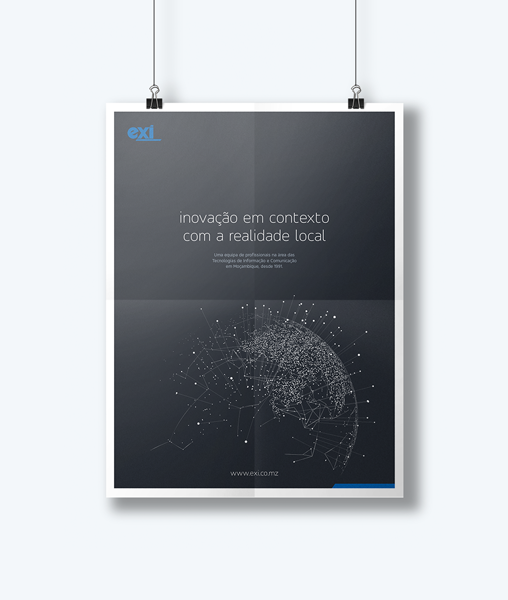 exi
inovação em contexto
com a realidade local
Uma equipa de profissionais na área das
Tecnologias de Informação e Comunicação
em Moçambique, desde 1991.
www.exi.co.mz